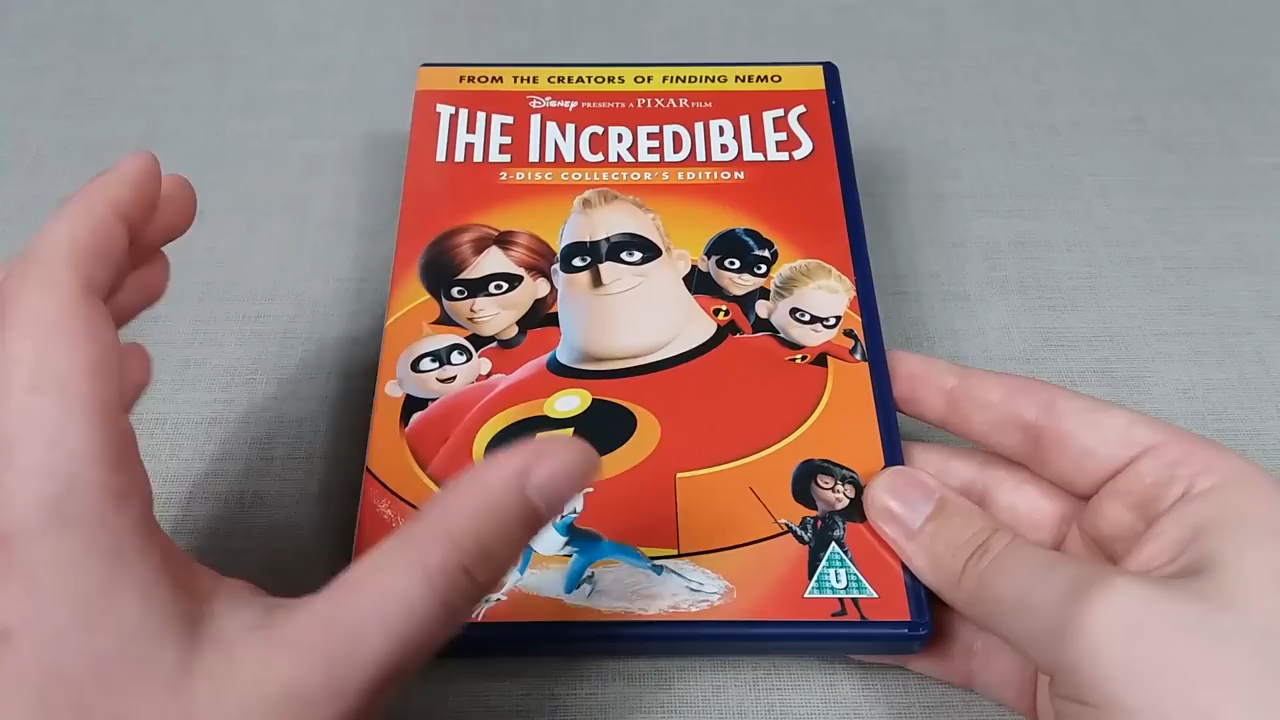 FROM THE CREATORS OF FINDING NEMO
DISNEY PRESENTS A PIXAR FILM
THE INCREDIBLES
2-DISC COLLECTOR'S EDITION
U